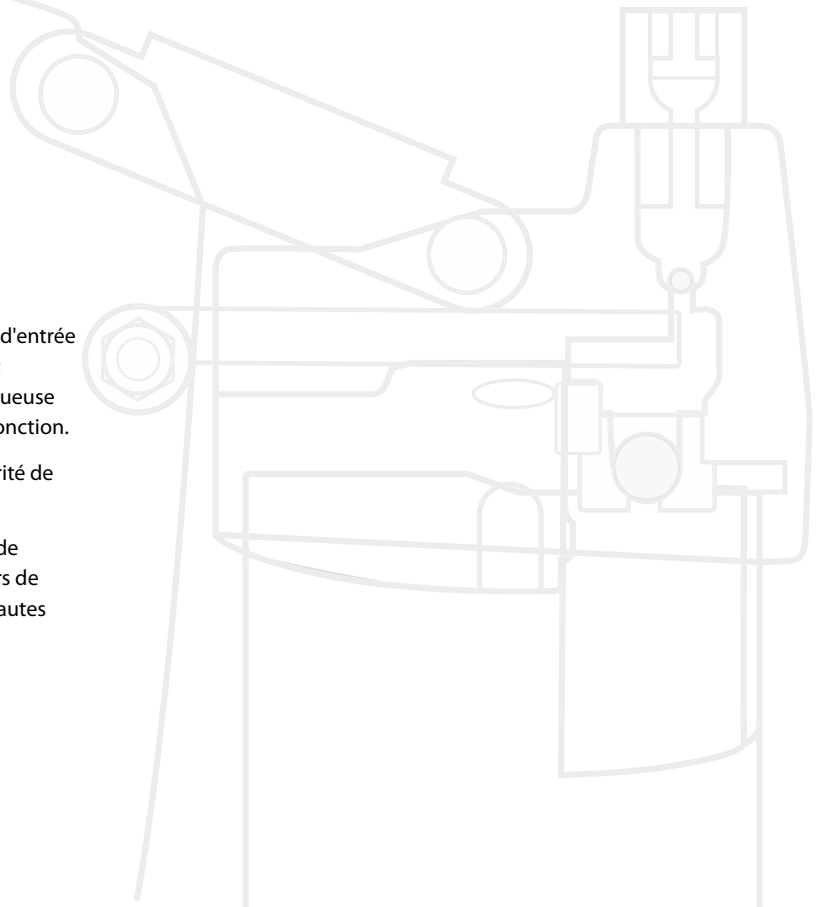 d'entrée
ueuse
onction.
rité de
de
rs de
autes